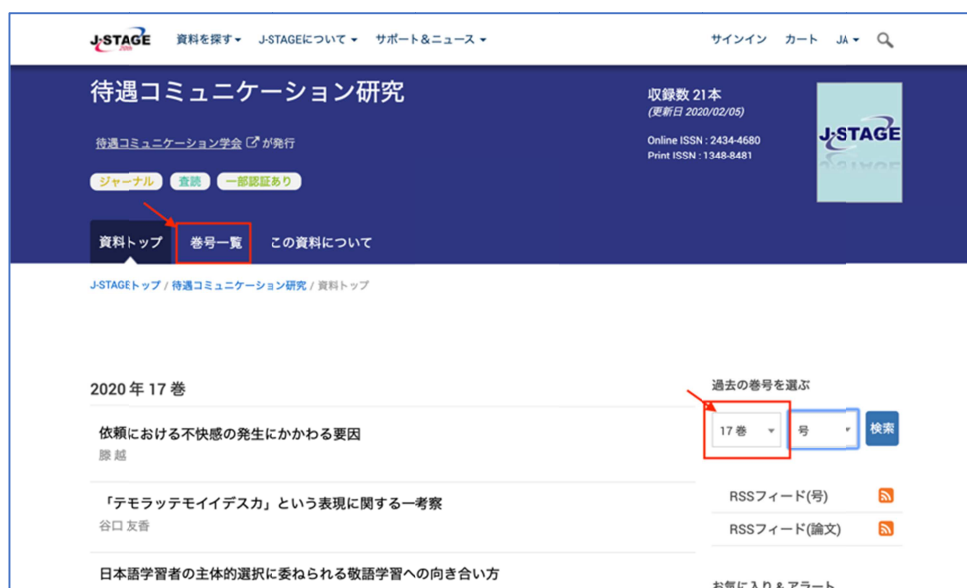 J-STAGE 資料を探す J-STAGEについて サポート&ニュース サインイン カート JA
待遇コミュニケーション研究
待遇コミュニケーション学会 が発行
ジャーナル 査読 一部認証あり
収録数 21本
(更新日 2020/02/05)
Online ISSN : 2434-4680
Print ISSN : 1348-8481
J-STAGE
資料トップ 巻号一覧 この資料について
J-STAGEトップ / 待遇コミュニケーション研究 / 資料トップ
2020 年 17 巻
依頼における不快感の発生にかかわる要因
滕 越
「テモラッテモイイデスカ」という表現に関する一考察
谷口 友香
日本語学習者の主体的選択に委ねられる敬語学習への向き合い方
過去の巻号を選ぶ
17 巻 号 検索
RSSフィード(号)
RSSフィード(論文)
お気に入り & アラート